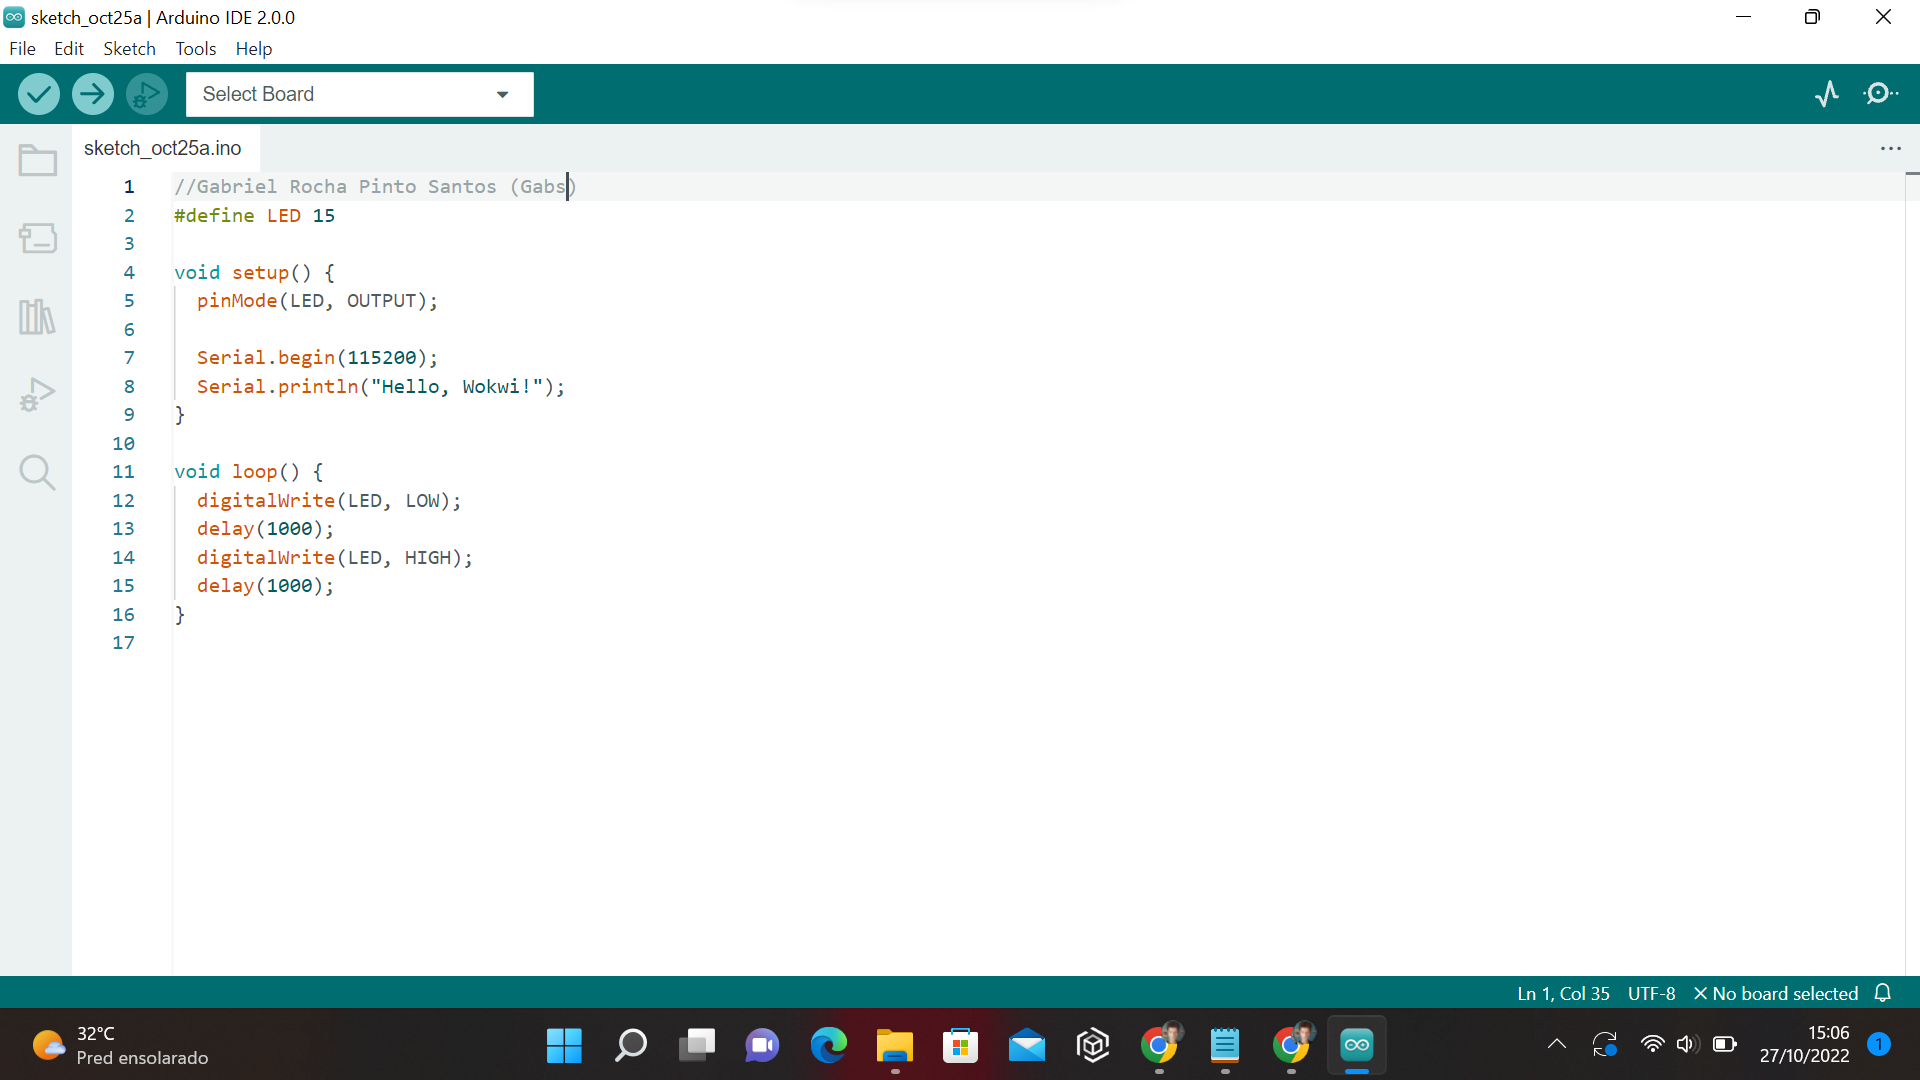 sketch_oct25a | Arduino IDE 2.0.0
File Edit Sketch Tools Help
Select Board
sketch_oct25a.ino
1 //Gabriel Rocha Pinto Santos (Gabs)
2 #define LED 15
3
4 void setup() {
5 pinMode(LED, OUTPUT);
6
7 Serial.begin(115200);
8 Serial.println("Hello, Wokwi!");
9 }
10
11 void loop() {
12 digitalWrite(LED, LOW);
13 delay(1000);
14 digitalWrite(LED, HIGH);
15 delay(1000);
16 }
17
Ln 1, Col 35 UTF-8 X No board selected
32°C
Pred ensolarado
15:06
27/10/2022
1